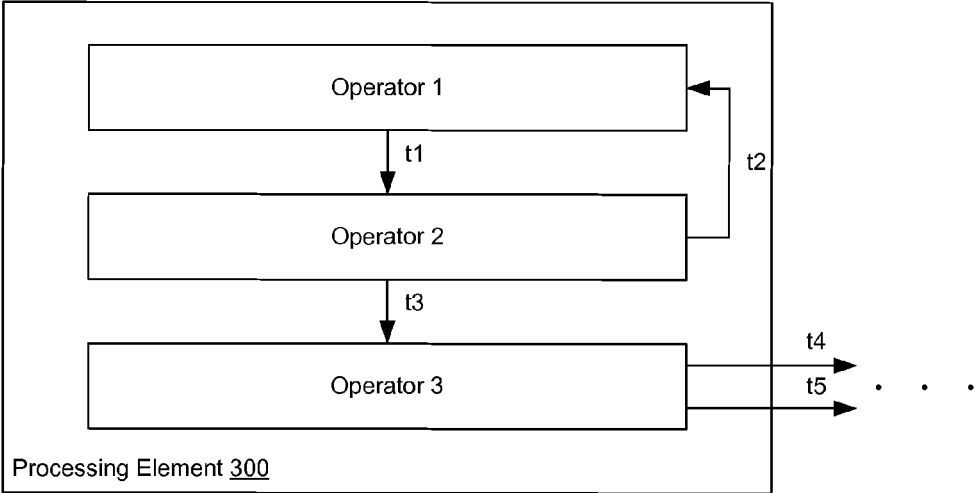 Operator 1
t1
t2
Operator 2
t3
Operator 3
t4
t5
. . .
Processing Element 300